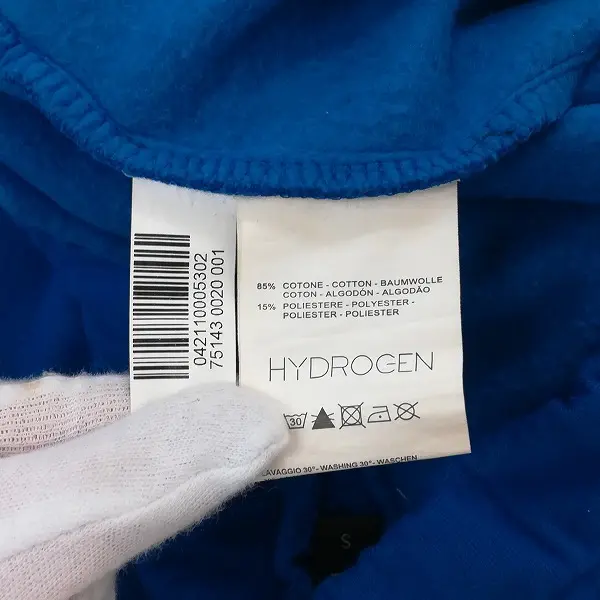 042110005302
75143 0020 001
85% COTONE - COTTON - BAUMWOLLE
COTON - ALGODÓN - ALGODÃO
15% POLIESTERE - POLYESTER -
POLIESTER - POLIESTER
HYDROGEN
30
AVAGGIO 30° - WASHING 30° - WASCHEN
S